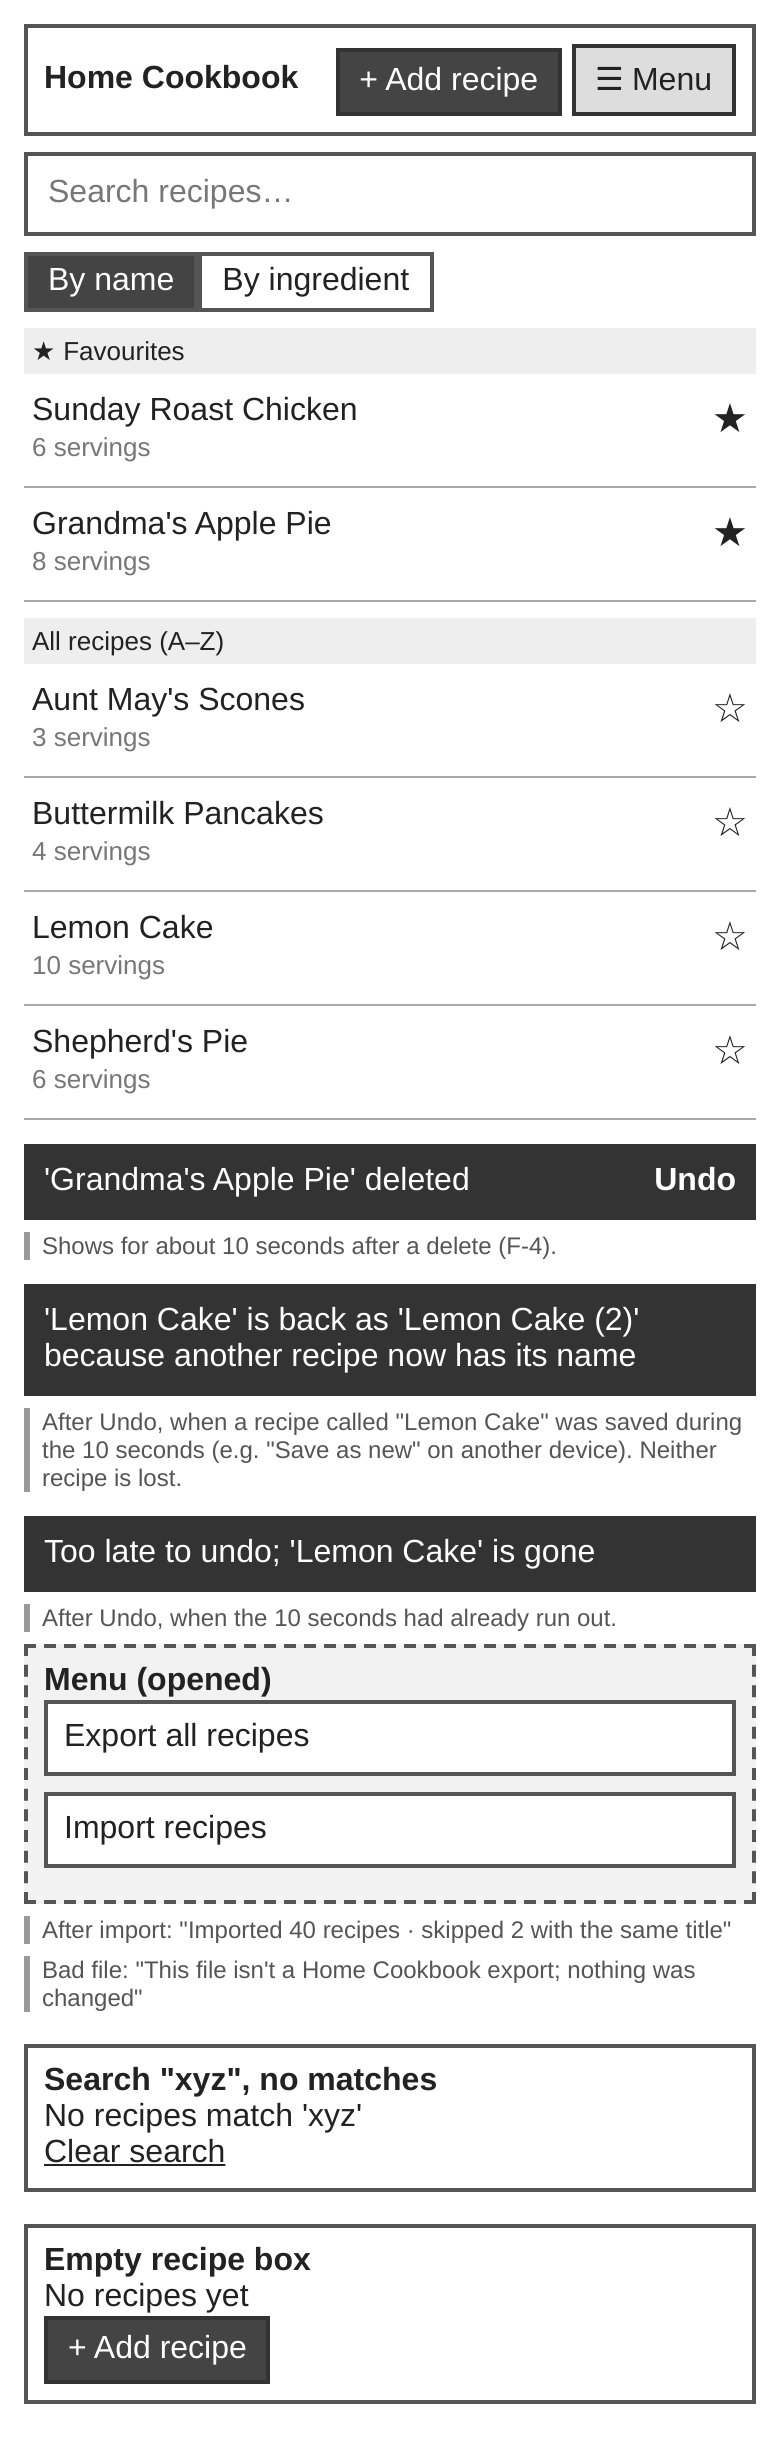 Home Cookbook
+ Add recipe
☰ Menu
Search recipes…
By name
By ingredient
★ Favourites
Sunday Roast Chicken
★
6 servings
Grandma's Apple Pie
★
8 servings
All recipes (A–Z)
Aunt May's Scones
☆
3 servings
Buttermilk Pancakes
☆
4 servings
Lemon Cake
☆
10 servings
Shepherd's Pie
☆
6 servings
'Grandma's Apple Pie' deleted
Undo
Shows for about 10 seconds after a delete (F-4).
'Lemon Cake' is back as 'Lemon Cake (2)'
because another recipe now has its name
After Undo, when a recipe called "Lemon Cake" was saved during
the 10 seconds (e.g. "Save as new" on another device). Neither
recipe is lost.
Too late to undo; 'Lemon Cake' is gone
After Undo, when the 10 seconds had already run out.
Menu (opened)
Export all recipes
Import recipes
After import: "Imported 40 recipes · skipped 2 with the same title"
Bad file: "This file isn't a Home Cookbook export; nothing was
changed"
Search "xyz", no matches
No recipes match 'xyz'
Clear search
Empty recipe box
No recipes yet
+ Add recipe